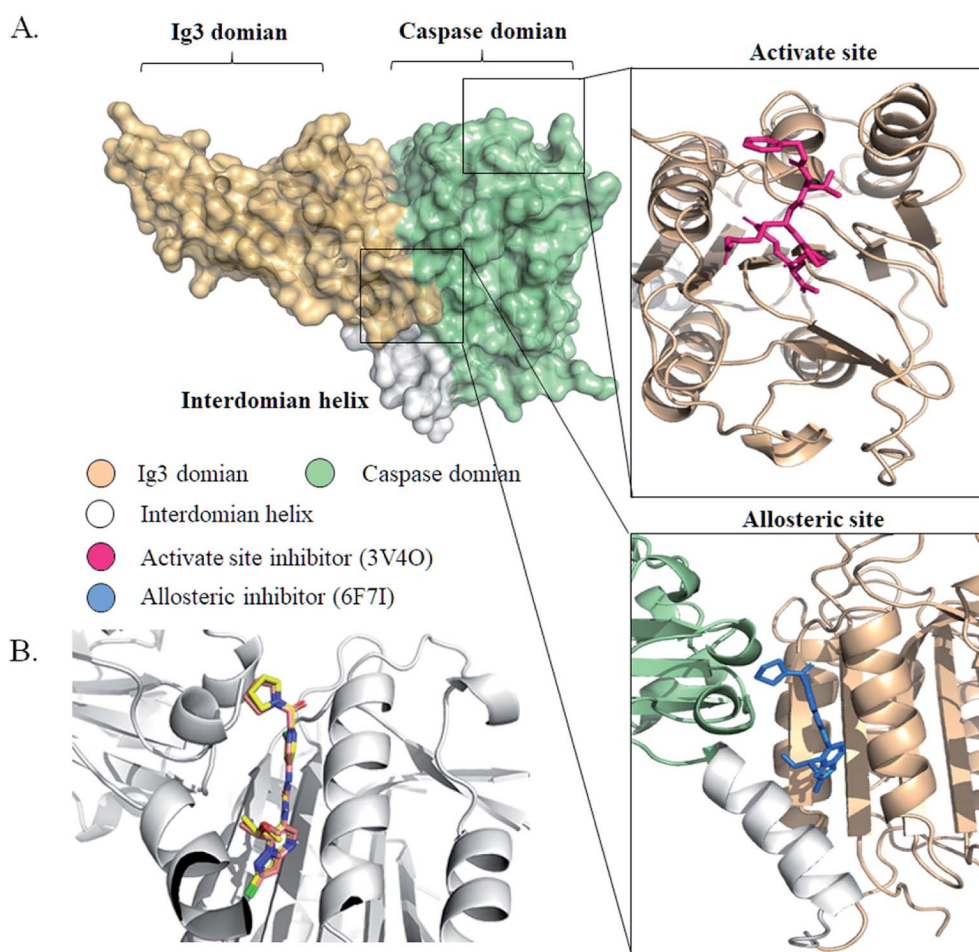 A.
Ig3 domian
Caspase domian
Activate site
Interdomian helix
Ig3 domian
Caspase domian
Interdomian helix
Activate site inhibitor (3V4O)
Allosteric inhibitor (6F7I)
Allosteric site
B.